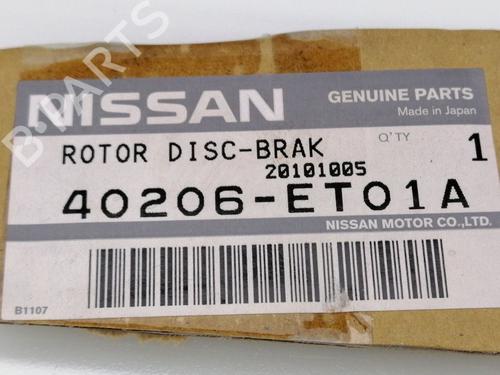 NISSAN
GENUINE PARTS
Made in Japan
ROTOR DISC-BRAK
Q'TY
1
20101005
40206-ET01A
NISSAN MOTOR CO.,LTD.
B1107
B-PARTS
B-PARTS